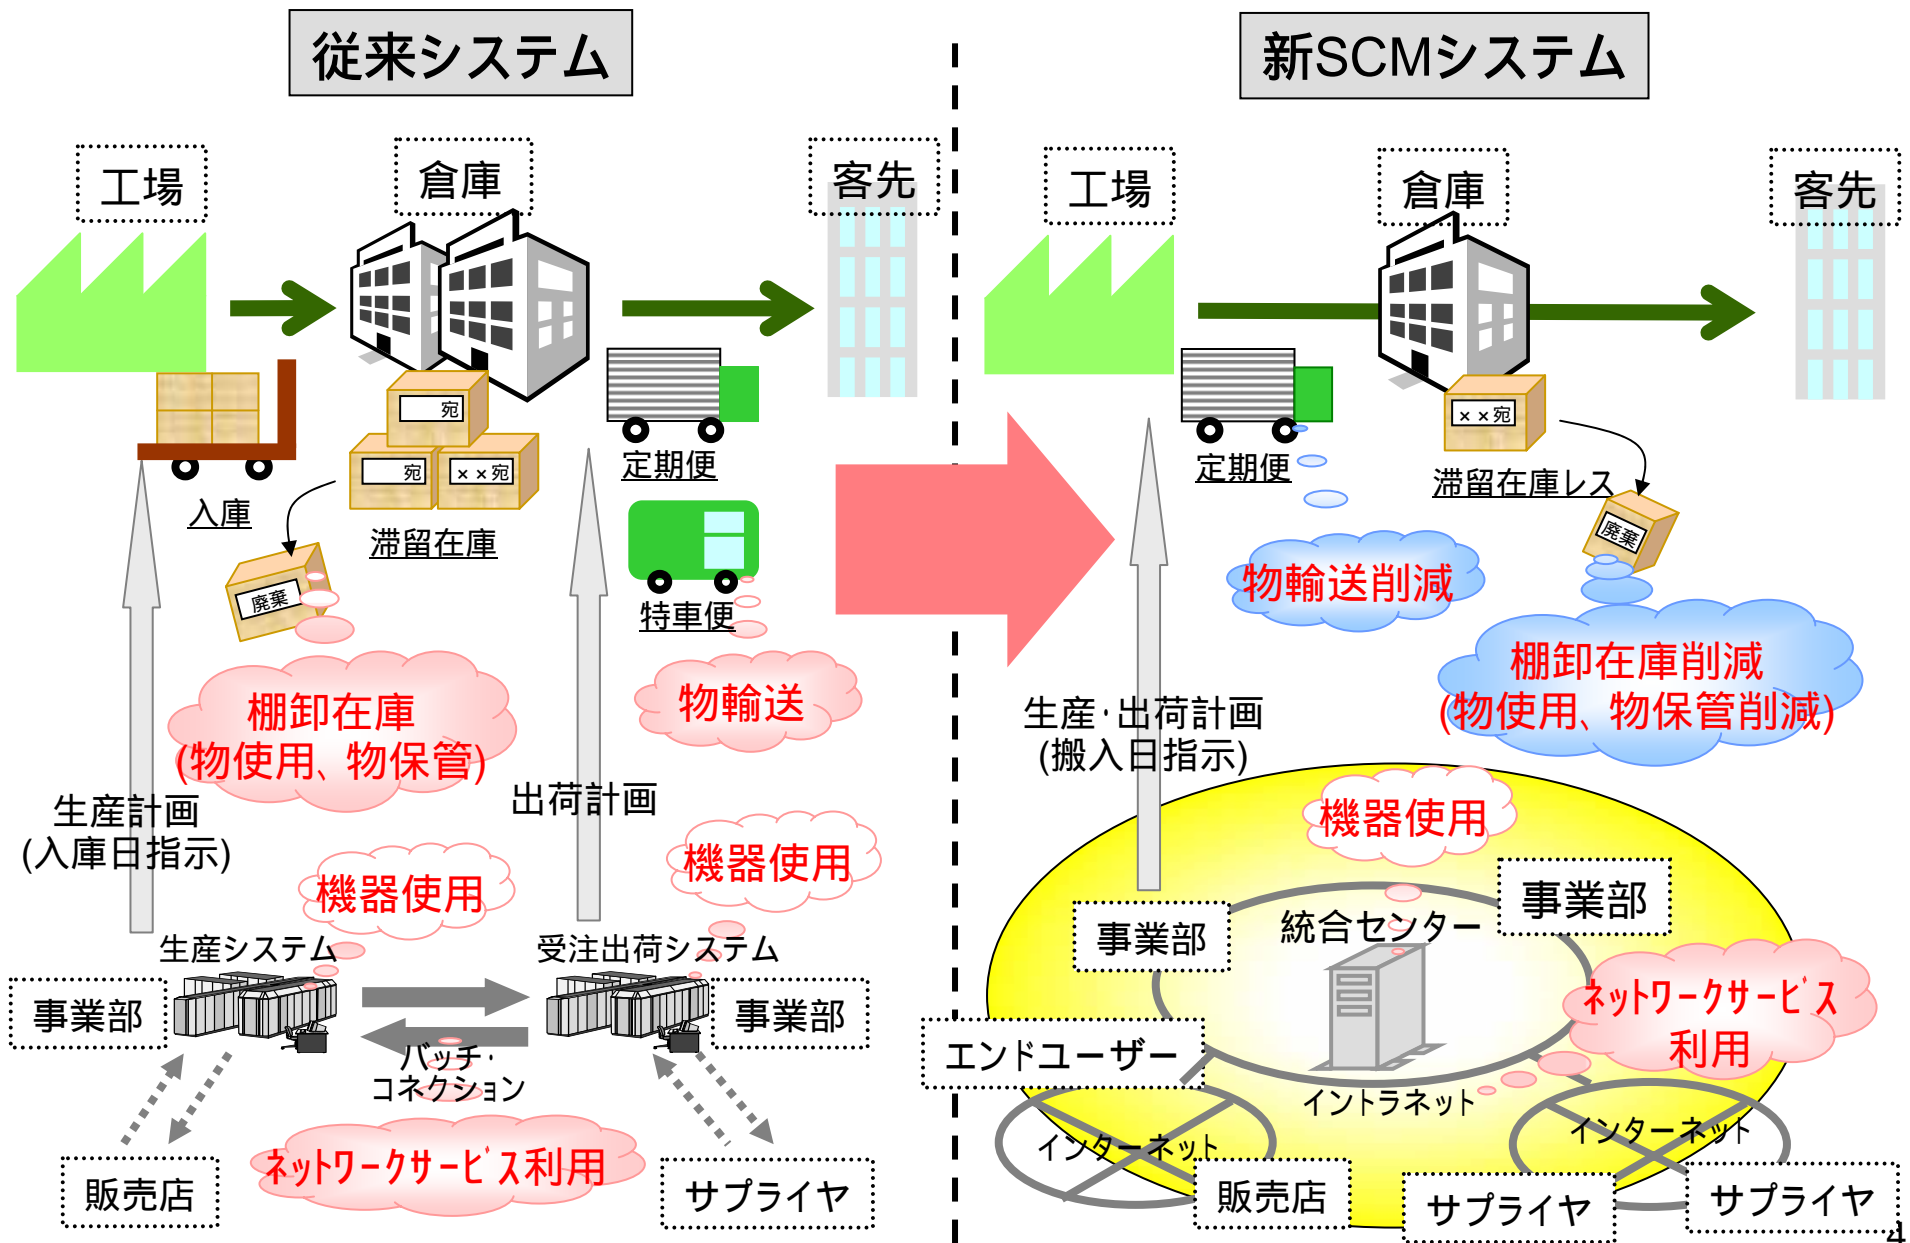 従来システム
工場
倉庫
客先
宛
宛
××宛
入庫
滞留在庫
定期便
特車便
廃棄
棚卸在庫
(物使用、物保管)
物輸送
生産計画
(入庫日指示)
出荷計画
機器使用
機器使用
生産システム
受注出荷システム
事業部
事業部
バッチ・
コネクション
ネットワークサービス利用
販売店
サプライヤ
新SCMシステム
工場
倉庫
客先
××宛
定期便
滞留在庫レス
廃棄
物輸送削減
棚卸在庫削減
(物使用、物保管削減)
生産・出荷計画
(搬入日指示)
機器使用
事業部
事業部
統合センター
ネットワークサービス
利用
エンドユーザー
イントラネット
インターネット
インターネット
販売店
サプライヤ
サプライヤ
4